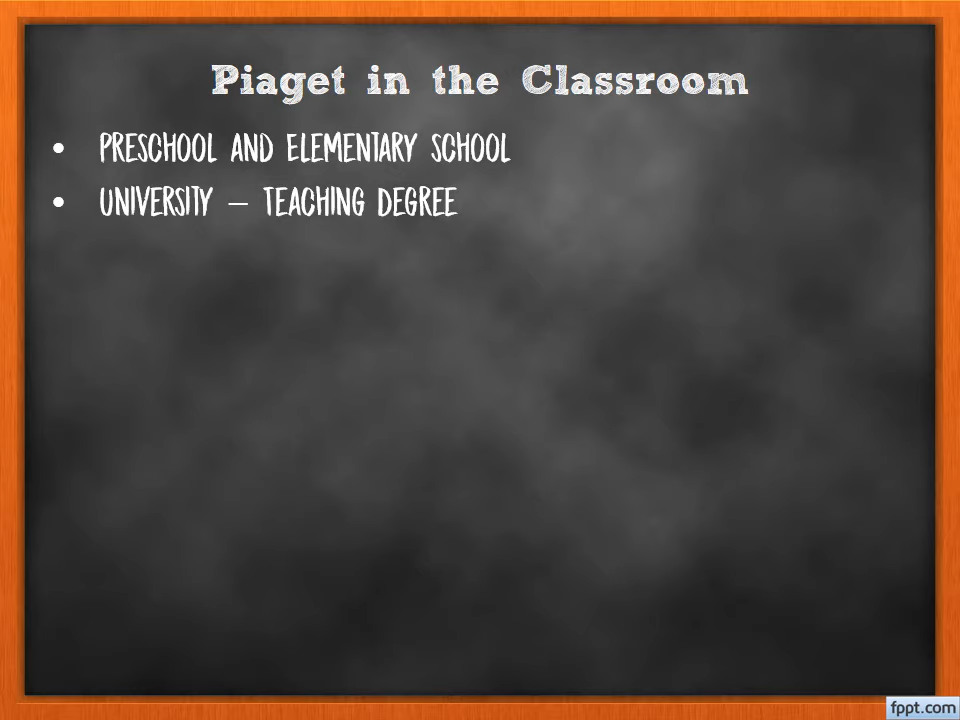 Piaget in the Classroom
• PRESCHOOL AND ELEMENTARY SCHOOL
• UNIVERSITY – TEACHING DEGREE
fppt.com